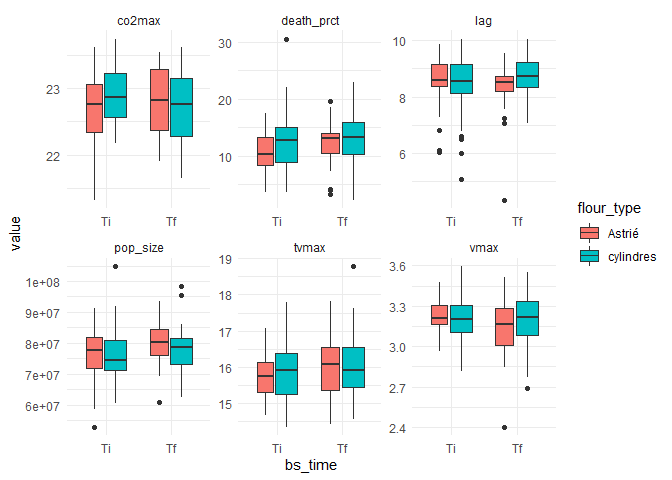 co2max death_prct lag
23
22
30
20
10
10
8
6
Ti Tf Ti Tf Ti Tf
value
pop_size tvmax vmax
1e+08
9e+07
8e+07
7e+07
6e+07
19
18
17
16
15
3.6
3.3
3.0
2.7
2.4
Ti Tf Ti Tf Ti Tf
bs_time
flour_type
Astrié
cylindres